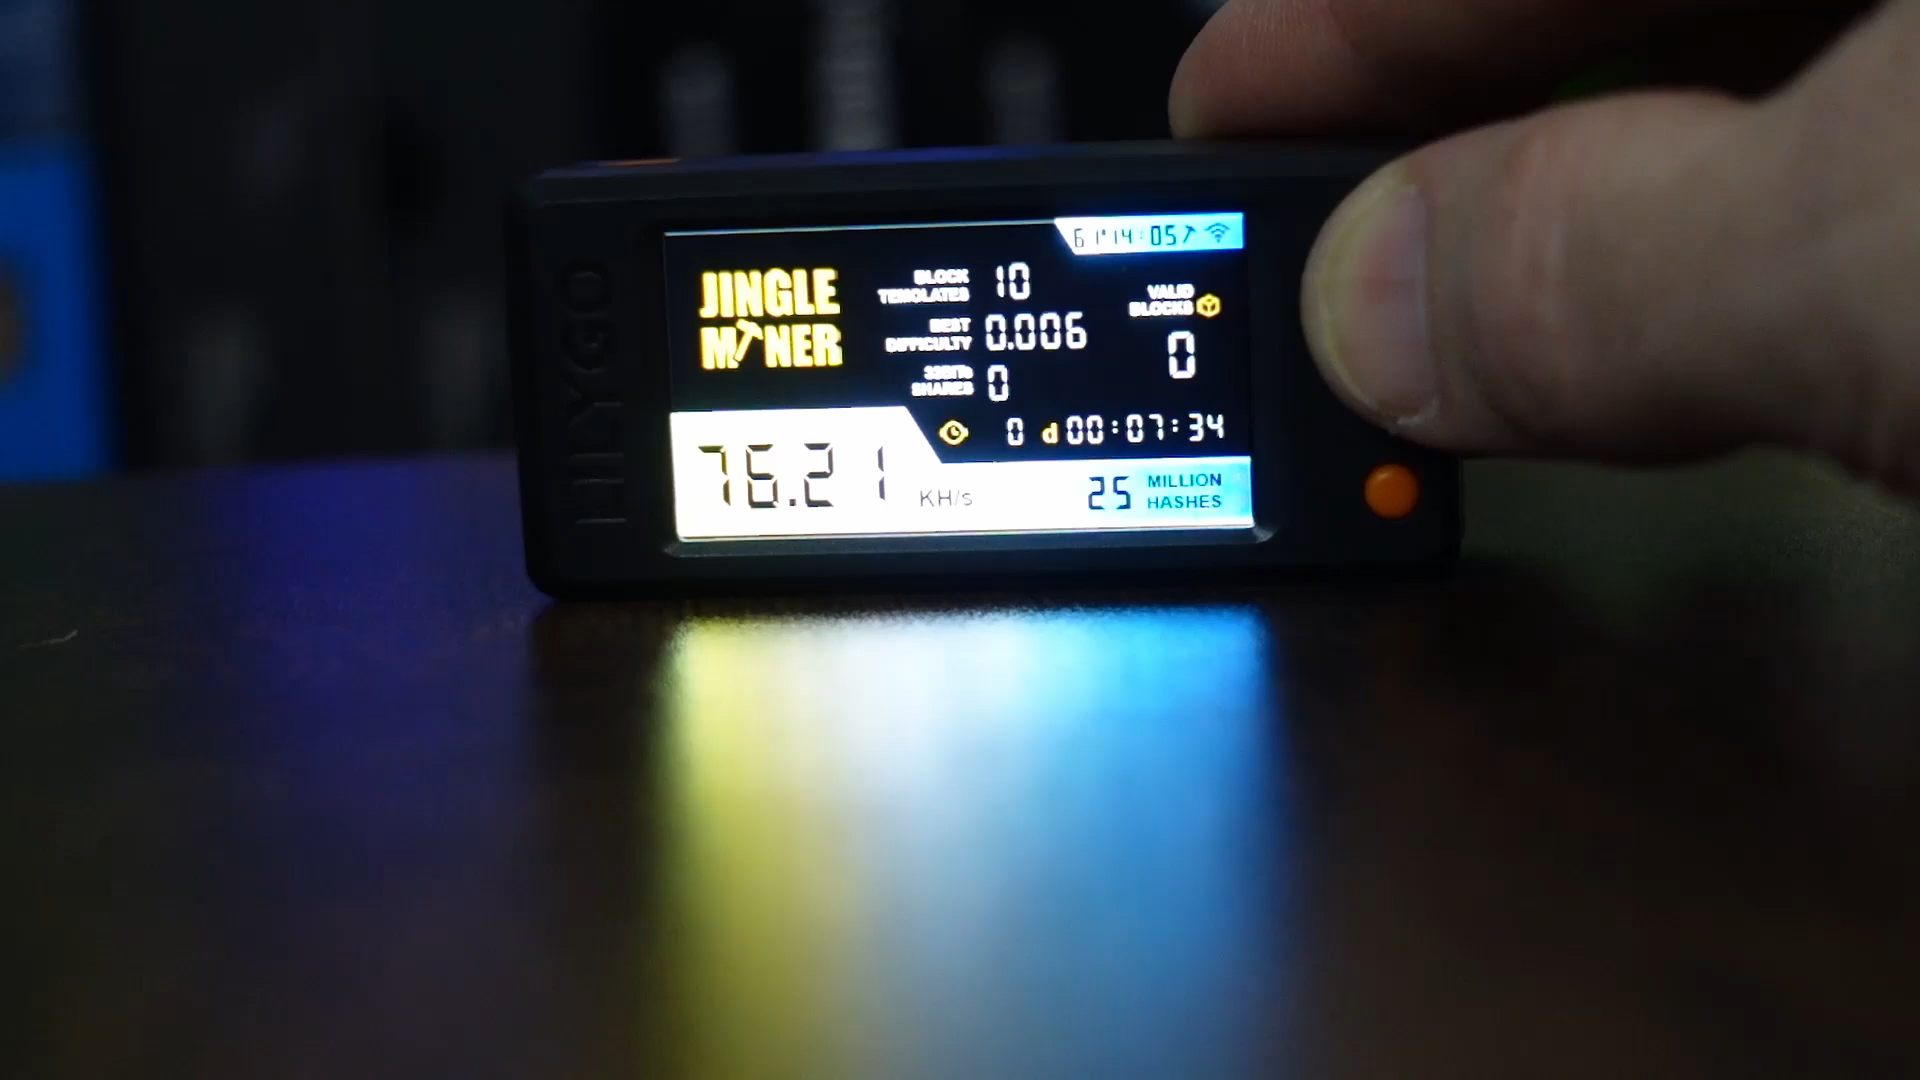 LILYGO
61° 14:05
JINGLE
MINER
BLOCK
TEMPLATES
10
BEST
DIFFICULTY
0.006
32BITS
SHARES
0
VALID
BLOCKS
0
0 d 00:07:34
76.21 KH/s
25 MILLION
HASHES